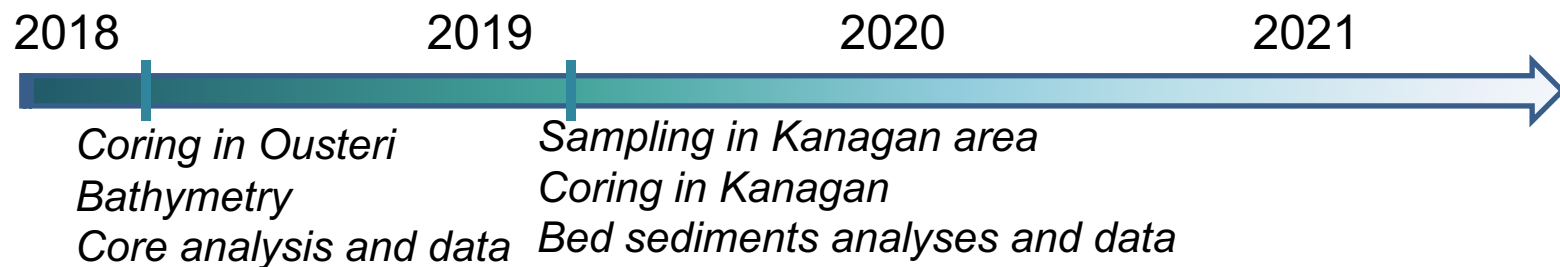 2018 2019 2020 2021
Coring in Ousteri
Bathymetry
Core analysis and data
Sampling in Kanagan area
Coring in Kanagan
Bed sediments analyses and data